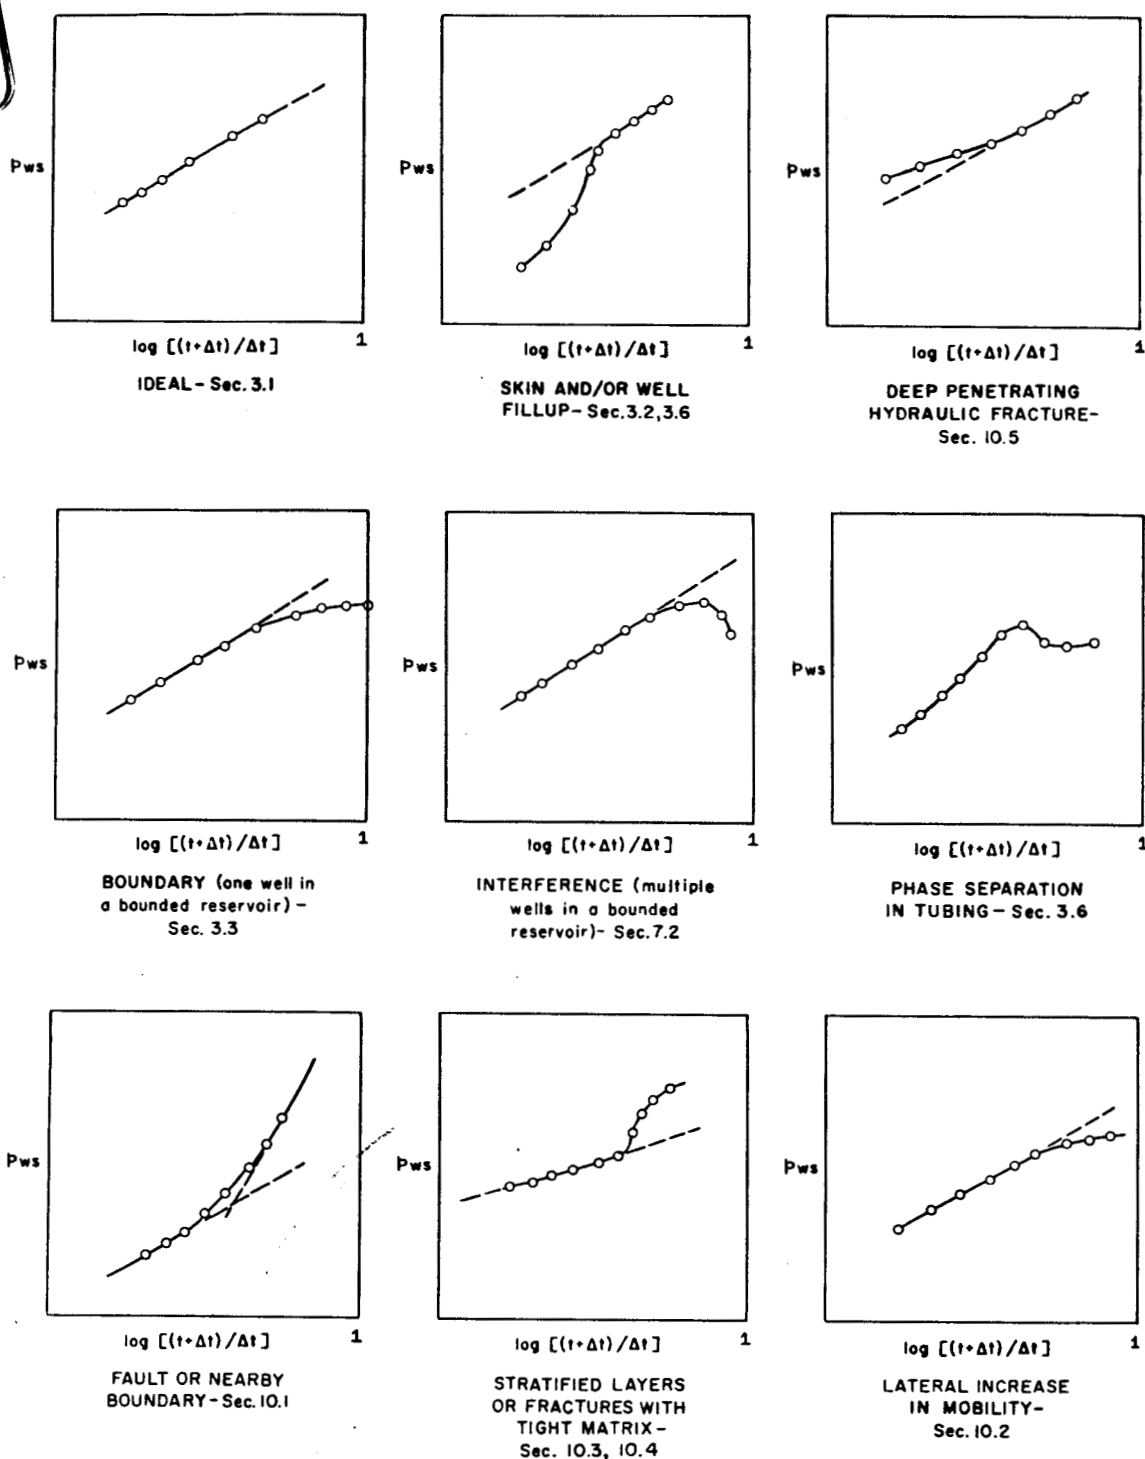 Pws
log [(t+Δt)/Δt]
1
IDEAL - Sec. 3.1
Pws
log [(t+Δt)/Δt]
1
SKIN AND/OR WELL
FILLUP- Sec.3.2,3.6
Pws
log [(t+Δt)/Δt]
1
DEEP PENETRATING
HYDRAULIC FRACTURE-
Sec. 10.5
Pws
log [(t+Δt)/Δt]
1
BOUNDARY (one well in
a bounded reservoir) -
Sec. 3.3
Pws
log [(t+Δt)/Δt]
1
INTERFERENCE (multiple
wells in a bounded
reservoir)- Sec.7.2
Pws
log [(t+Δt)/Δt]
1
PHASE SEPARATION
IN TUBING - Sec. 3.6
Pws
log [(t+Δt)/Δt]
1
FAULT OR NEARBY
BOUNDARY-Sec.10.1
Pws
log [(t+Δt)/Δt]
1
STRATIFIED LAYERS
OR FRACTURES WITH
TIGHT MATRIX-
Sec. 10.3, 10.4
Pws
log [(t+Δt)/Δt]
1
LATERAL INCREASE
IN MOBILITY-
Sec.10.2